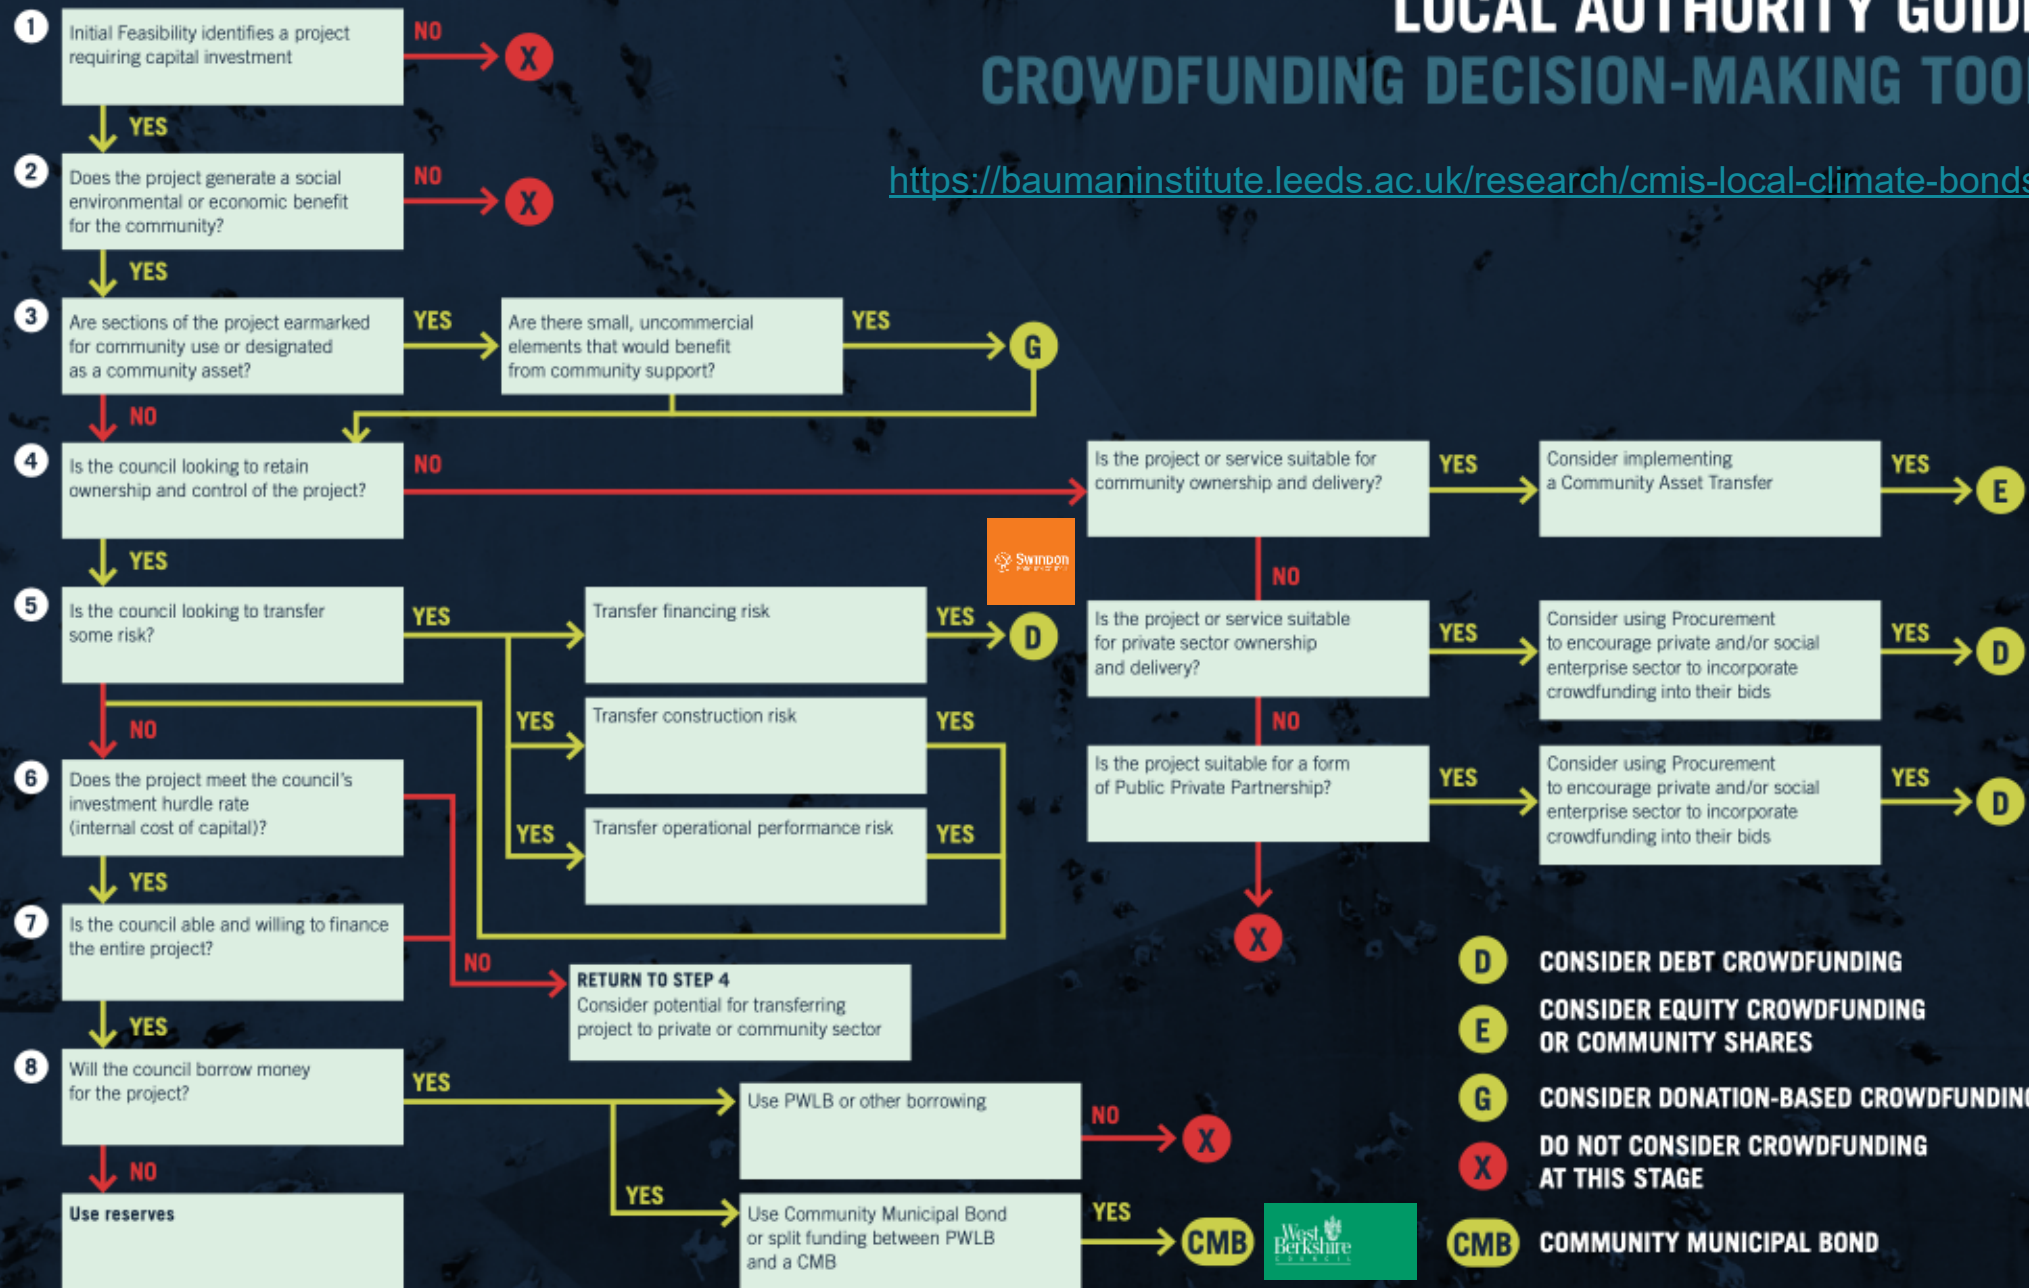 LOCAL AUTHORITY GUID
CROWDFUNDING DECISION-MAKING TOO
https://baumaninstitute.leeds.ac.uk/research/cmis-local-climate-bonds
1
Initial Feasibility identifies a project
requiring capital investment
NO
X
YES
2
Does the project generate a social
environmental or economic benefit
for the community?
NO
X
YES
3
Are sections of the project earmarked
for community use or designated
as a community asset?
YES
Are there small, uncommercial
elements that would benefit
from community support?
YES
G
NO
4
Is the council looking to retain
ownership and control of the project?
NO
Is the project or service suitable for
community ownership and delivery?
YES
Consider implementing
a Community Asset Transfer
YES
E
YES
NO
Swindon
5
Is the council looking to transfer
some risk?
YES
Transfer financing risk
YES
D
Is the project or service suitable
for private sector ownership
and delivery?
YES
Consider using Procurement
to encourage private and/or social
enterprise sector to incorporate
crowdfunding into their bids
YES
D
NO
YES
Transfer construction risk
YES
NO
6
Does the project meet the council's
investment hurdle rate
(internal cost of capital)?
YES
Transfer operational performance risk
YES
Is the project suitable for a form
of Public Private Partnership?
YES
Consider using Procurement
to encourage private and/or social
enterprise sector to incorporate
crowdfunding into their bids
YES
D
X
YES
7
Is the council able and willing to finance
the entire project?
NO
RETURN TO STEP 4
Consider potential for transferring
project to private or community sector
YES
8
Will the council borrow money
for the project?
YES
Use PWLB or other borrowing
NO
X
NO
Use reserves
YES
Use Community Municipal Bond
or split funding between PWLB
and a CMB
YES
CMB
West
Berkshire
COUNCIL
D
CONSIDER DEBT CROWDFUNDING
E
CONSIDER EQUITY CROWDFUNDING
OR COMMUNITY SHARES
G
CONSIDER DONATION-BASED CROWDFUNDING
X
DO NOT CONSIDER CROWDFUNDING
AT THIS STAGE
CMB
COMMUNITY MUNICIPAL BOND